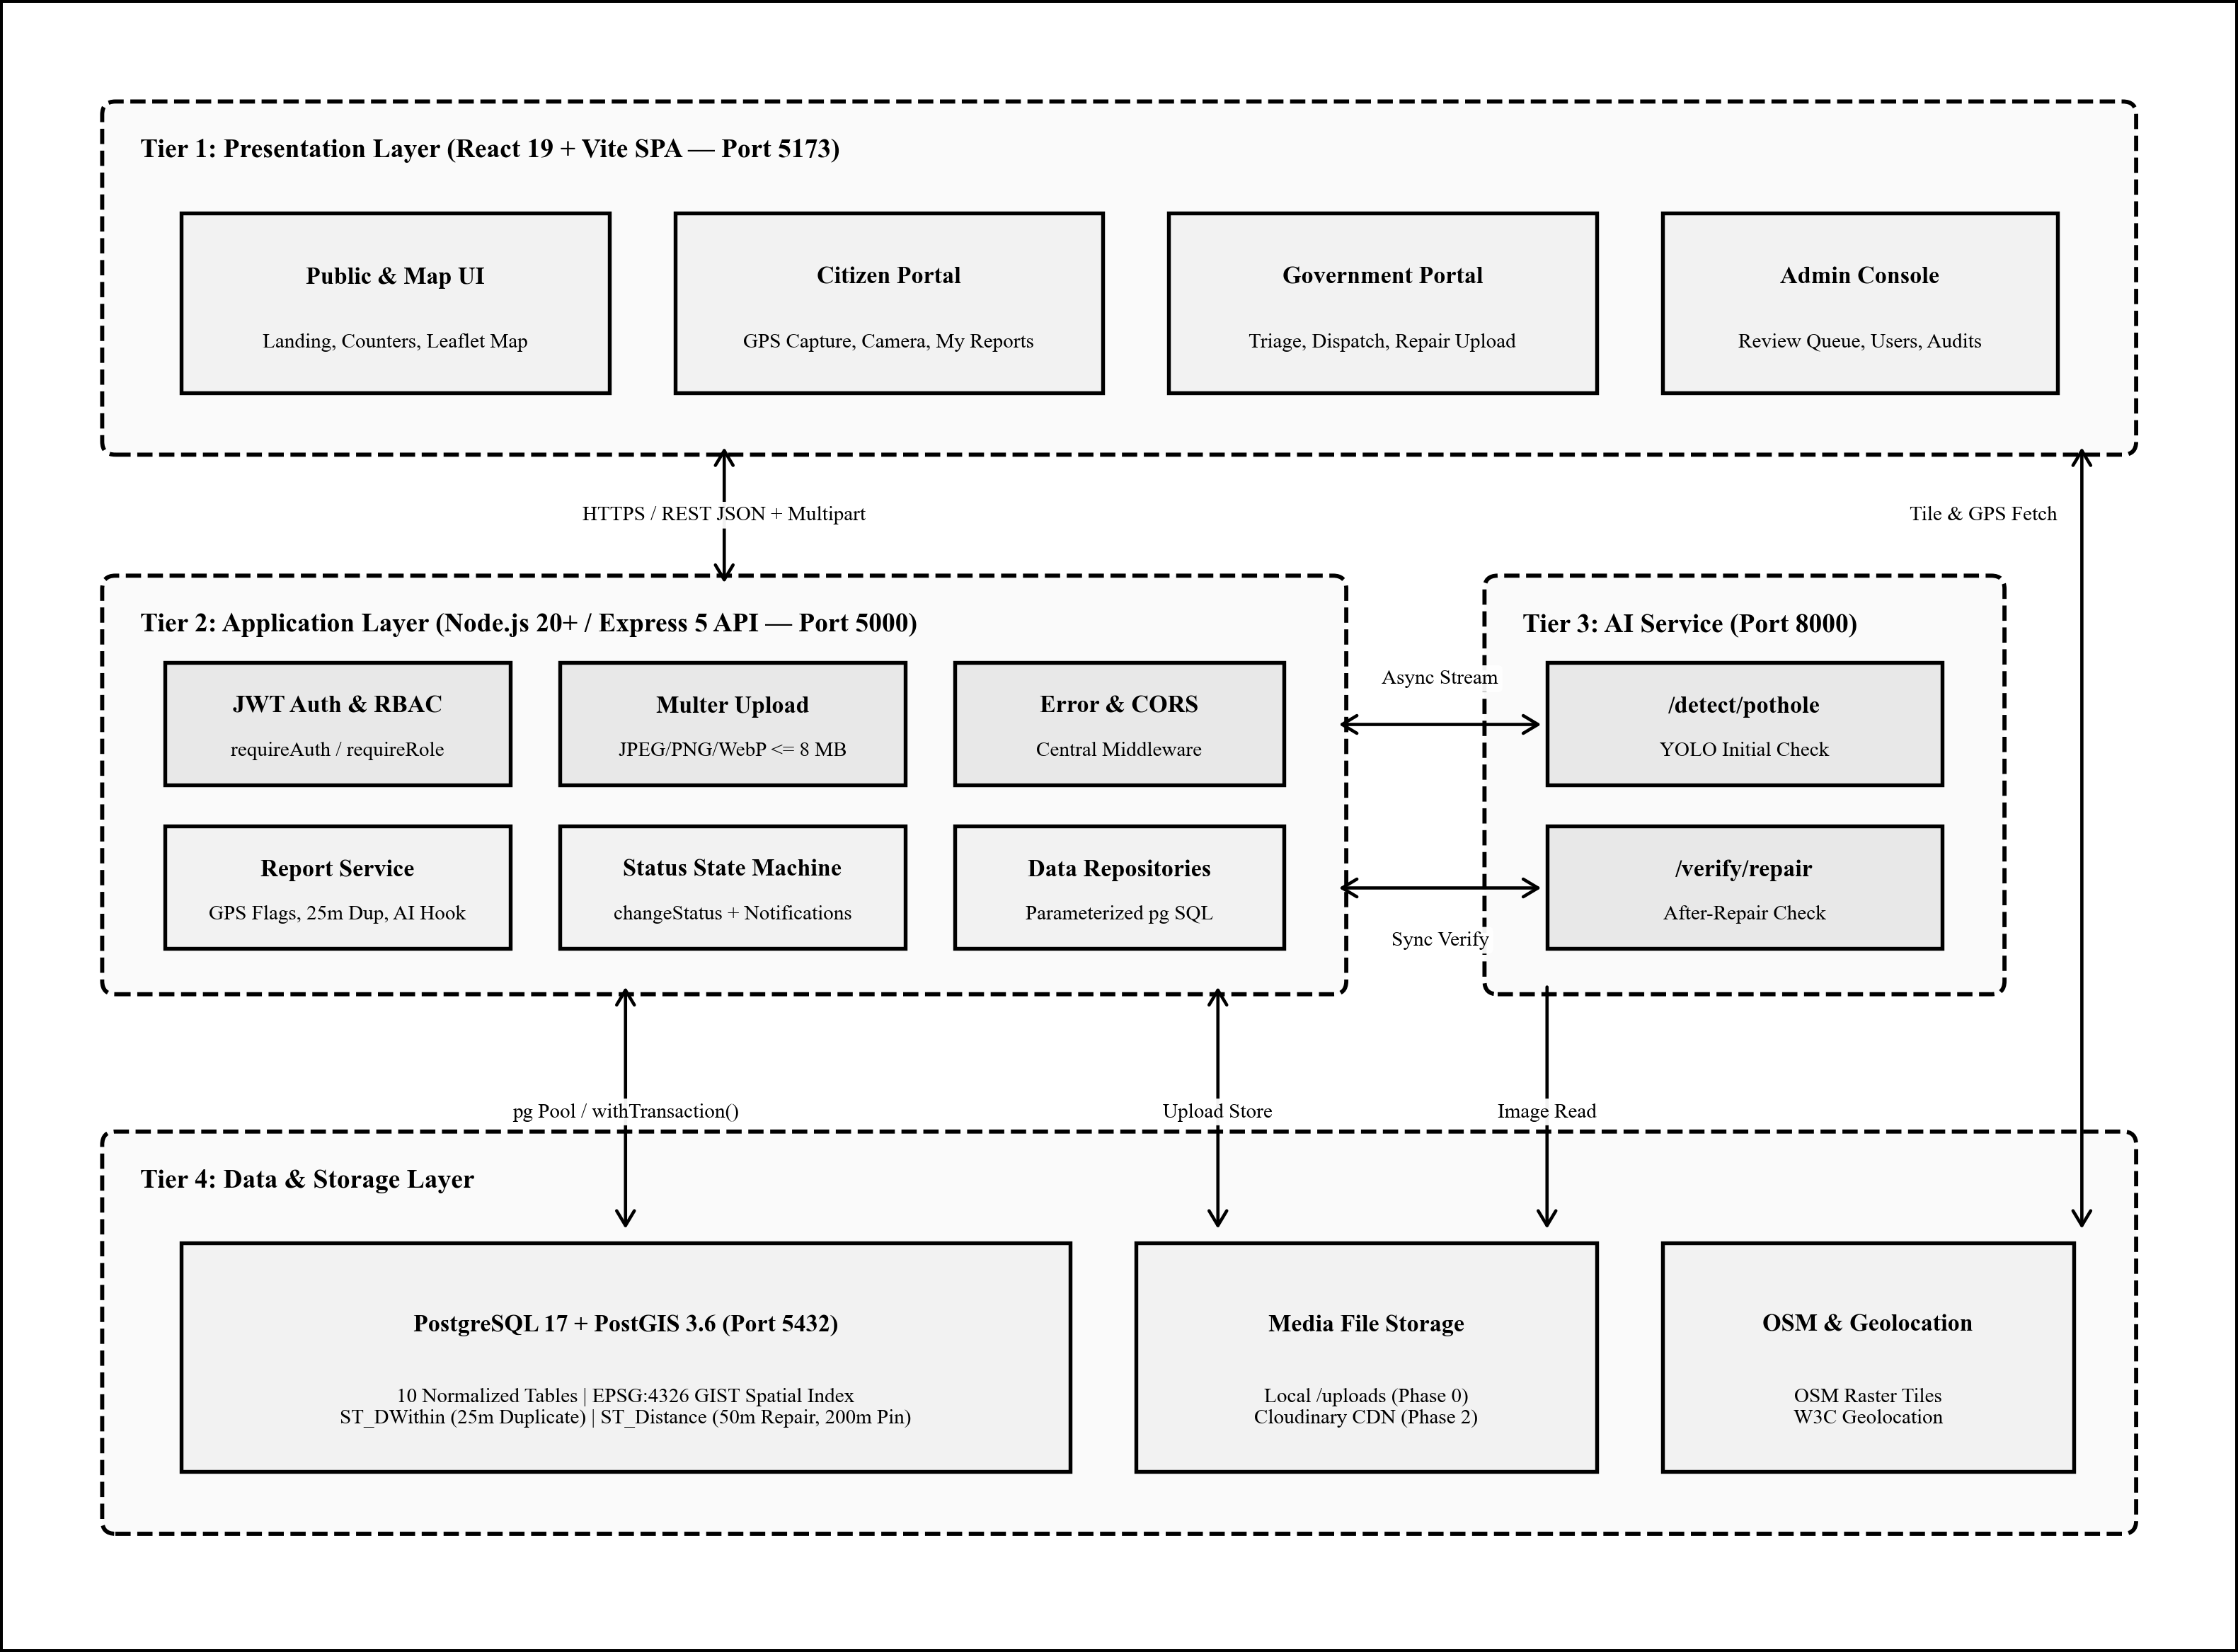 Tier 1: Presentation Layer (React 19 + Vite SPA — Port 5173)
Public & Map UI
Landing, Counters, Leaflet Map
Citizen Portal
GPS Capture, Camera, My Reports
Government Portal
Triage, Dispatch, Repair Upload
Admin Console
Review Queue, Users, Audits
HTTPS / REST JSON + Multipart
Tile & GPS Fetch
Tier 2: Application Layer (Node.js 20+ / Express 5 API — Port 5000)
JWT Auth & RBAC
requireAuth / requireRole
Multer Upload
JPEG/PNG/WebP <= 8 MB
Error & CORS
Central Middleware
Report Service
GPS Flags, 25m Dup, AI Hook
Status State Machine
changeStatus + Notifications
Data Repositories
Parameterized pg SQL
Async Stream
Sync Verify
Tier 3: AI Service (Port 8000)
/detect/pothole
YOLO Initial Check
/verify/repair
After-Repair Check
pg Pool / withTransaction()
Upload Store
Image Read
Tier 4: Data & Storage Layer
PostgreSQL 17 + PostGIS 3.6 (Port 5432)
10 Normalized Tables | EPSG:4326 GIST Spatial Index
ST_DWithin (25m Duplicate) | ST_Distance (50m Repair, 200m Pin)
Media File Storage
Local /uploads (Phase 0)
Cloudinary CDN (Phase 2)
OSM & Geolocation
OSM Raster Tiles
W3C Geolocation